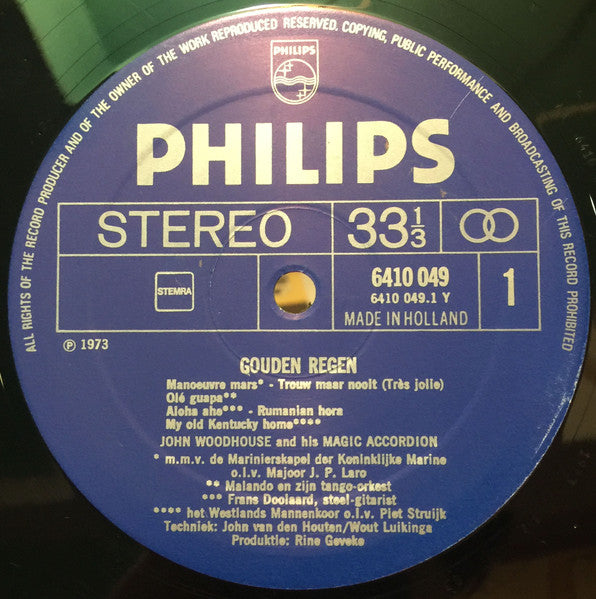 ALL RIGHTS OF THE RECORD PRODUCER AND OF THE OWNER OF THE WORK REPRODUCED RESERVED. COPYING, PUBLIC PERFORMANCE AND BROADCASTING OF THIS RECORD PROHIBITED
PHILIPS
PHILIPS
STEREO 33 1/3
STEMRA
6410 049
6410 049.1 Y
MADE IN HOLLAND
1
℗ 1973
GOUDEN REGEN
Manoeuvre mars* - Trouw maar nooit (Très jolie)
Olé guapa**
Aloha ahe*** - Rumanian hora
My old Kentucky home****
JOHN WOODHOUSE and his MAGIC ACCORDION
* m.m.v. de Marinierskapel der Koninklijke Marine
o.l.v. Majoor J. P. Laro
** Malando en zijn tango-orkest
*** Frans Doolaard, steel-gitarist
**** het Westlands Mannenkoor o.l.v. Piet Struijk
Techniek: John van den Houten/Wout Luikinga
Produktie: Rine Geveke